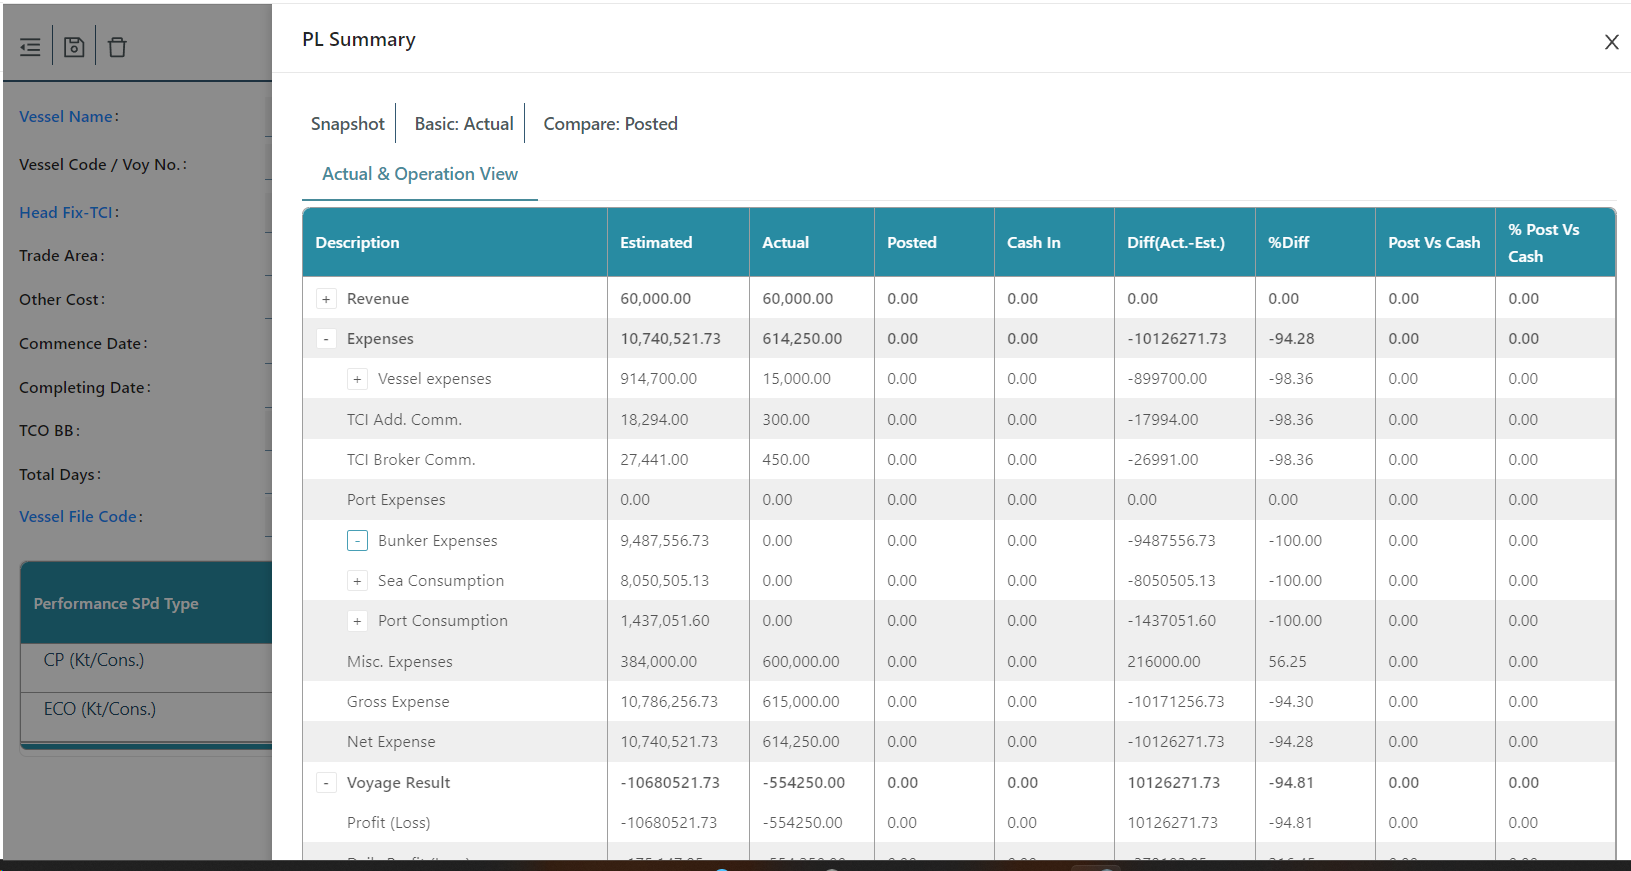 PL Summary
X
Snapshot Basic: Actual Compare: Posted
Actual & Operation View
Vessel Name:
Vessel Code / Voy No.:
Head Fix-TCI:
Trade Area:
Other Cost:
Commence Date:
Completing Date:
TCO BB:
Total Days:
Vessel File Code:
Performance SPd Type
CP (Kt/Cons.)
ECO (Kt/Cons.)
Description Estimated Actual Posted Cash In Diff(Act.-Est.) %Diff Post Vs Cash % Post Vs Cash
+ Revenue 60,000.00 60,000.00 0.00 0.00 0.00 0.00 0.00 0.00
- Expenses 10,740,521.73 614,250.00 0.00 0.00 -10126271.73 -94.28 0.00 0.00
+ Vessel expenses 914,700.00 15,000.00 0.00 0.00 -899700.00 -98.36 0.00 0.00
TCI Add. Comm. 18,294.00 300.00 0.00 0.00 -17994.00 -98.36 0.00 0.00
TCI Broker Comm. 27,441.00 450.00 0.00 0.00 -26991.00 -98.36 0.00 0.00
Port Expenses 0.00 0.00 0.00 0.00 0.00 0.00 0.00 0.00
- Bunker Expenses 9,487,556.73 0.00 0.00 0.00 -9487556.73 -100.00 0.00 0.00
+ Sea Consumption 8,050,505.13 0.00 0.00 0.00 -8050505.13 -100.00 0.00 0.00
+ Port Consumption 1,437,051.60 0.00 0.00 0.00 -1437051.60 -100.00 0.00 0.00
Misc. Expenses 384,000.00 600,000.00 0.00 0.00 216000.00 56.25 0.00 0.00
Gross Expense 10,786,256.73 615,000.00 0.00 0.00 -10171256.73 -94.30 0.00 0.00
Net Expense 10,740,521.73 614,250.00 0.00 0.00 -10126271.73 -94.28 0.00 0.00
- Voyage Result -10680521.73 -554250.00 0.00 0.00 10126271.73 -94.81 0.00 0.00
Profit (Loss) -10680521.73 -554250.00 0.00 0.00 10126271.73 -94.81 0.00 0.00